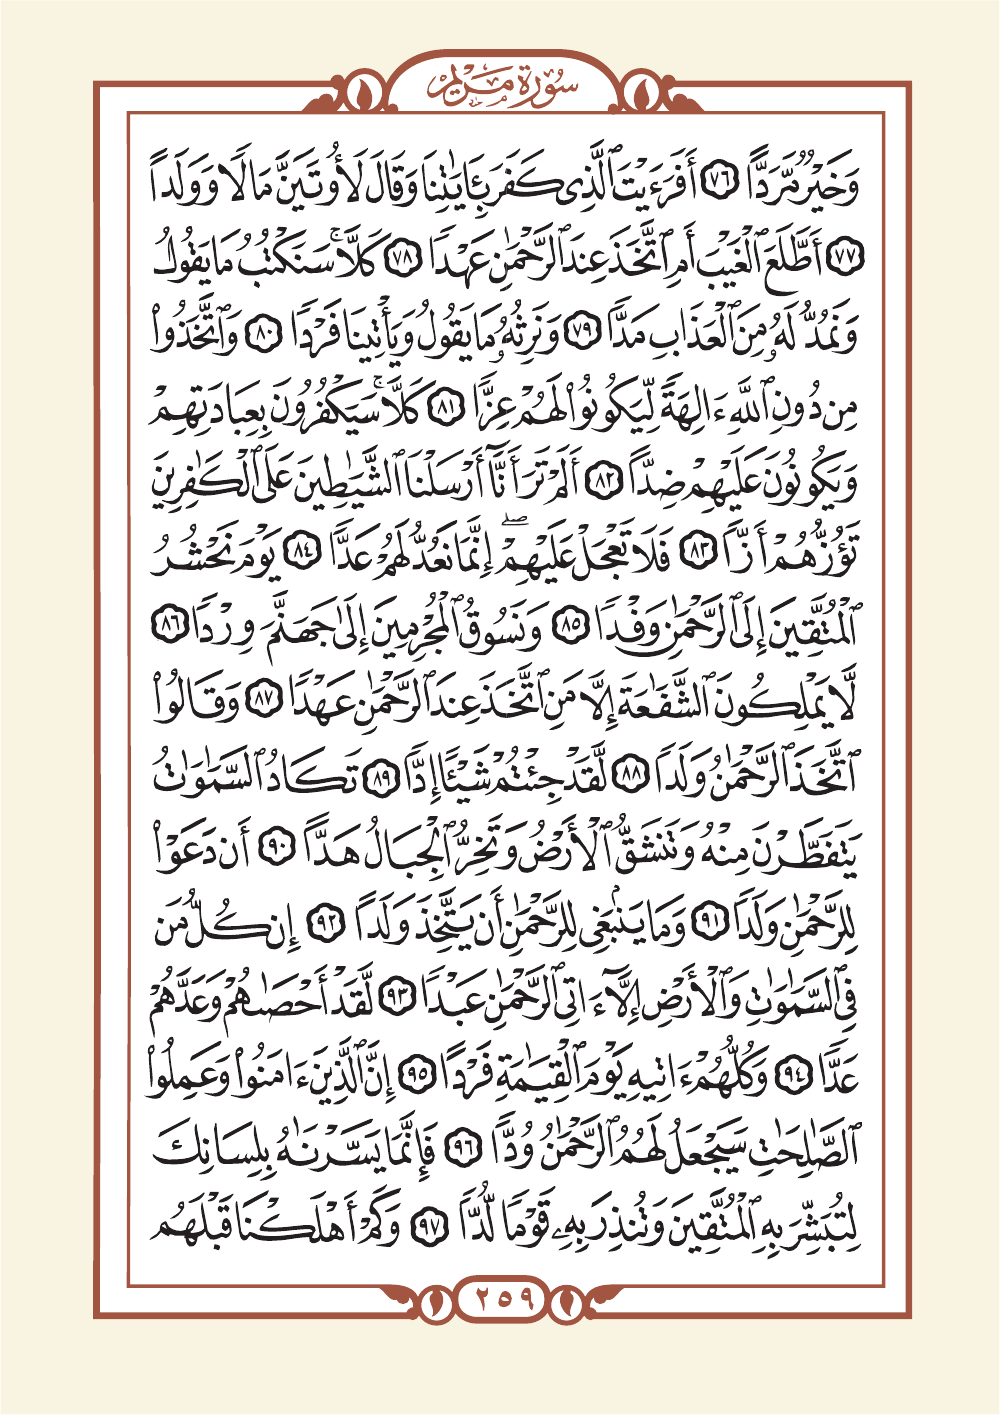 سُورَةُ مَرْيَمَ
وَخَيْرٌ مَّرَدًّا ٧٦ أَفَرَءَيْتَ ٱلَّذِى كَفَرَ بِـَٔايَـٰتِنَا وَقَالَ لَأُوتَيَنَّ مَالًا وَوَلَدًا
٧٧ أَطَّلَعَ ٱلْغَيْبَ أَمِ ٱتَّخَذَ عِندَ ٱلرَّحْمَـٰنِ عَهْدًا ٧٨ كَلَّا ۚ سَنَكْتُبُ مَا يَقُولُ
وَنَمُدُّ لَهُۥ مِنَ ٱلْعَذَابِ مَدًّا ٧٩ وَنَرِثُهُۥ مَا يَقُولُ وَيَأْتِينَا فَرْدًا ٨٠ وَٱتَّخَذُوا۟
مِن دُونِ ٱللَّهِ ءَالِهَةً لِّيَكُونُوا۟ لَهُمْ عِزًّا ٨١ كَلَّا ۚ سَيَكْفُرُونَ بِعِبَادَتِهِمْ
وَيَكُونُونَ عَلَيْهِمْ ضِدًّا ٨٢ أَلَمْ تَرَ أَنَّآ أَرْسَلْنَا ٱلشَّيَـٰطِينَ عَلَى ٱلْكَـٰفِرِينَ
تَؤُزُّهُمْ أَزًّا ٨٣ فَلَا تَعْجَلْ عَلَيْهِمْ ۖ إِنَّمَا نَعُدُّ لَهُمْ عَدًّا ٨٤ يَوْمَ نَحْشُرُ
ٱلْمُتَّقِينَ إِلَى ٱلرَّحْمَـٰنِ وَفْدًا ٨٥ وَنَسُوقُ ٱلْمُجْرِمِينَ إِلَىٰ جَهَنَّمَ وِرْدًا ٨٦
لَّا يَمْلِكُونَ ٱلشَّفَـٰعَةَ إِلَّا مَنِ ٱتَّخَذَ عِندَ ٱلرَّحْمَـٰنِ عَهْدًا ٨٧ وَقَالُوا۟
ٱتَّخَذَ ٱلرَّحْمَـٰنُ وَلَدًا ٨٨ لَّقَدْ جِئْتُمْ شَيْـًٔا إِدًّا ٨٩ تَكَادُ ٱلسَّمَـٰوَٰتُ
يَتَفَطَّرْنَ مِنْهُ وَتَنشَقُّ ٱلْأَرْضُ وَتَخِرُّ ٱلْجِبَالُ هَدًّا ٩٠ أَن دَعَوْا۟
لِلرَّحْمَـٰنِ وَلَدًا ٩١ وَمَا يَنۢبَغِى لِلرَّحْمَـٰنِ أَن يَتَّخِذَ وَلَدًا ٩٢ إِن كُلُّ مَن
فِى ٱلسَّمَـٰوَٰتِ وَٱلْأَرْضِ إِلَّآ ءَاتِى ٱلرَّحْمَـٰنِ عَبْدًا ٩٣ لَّقَدْ أَحْصَىٰهُمْ وَعَدَّهُمْ
عَدًّا ٩٤ وَكُلُّهُمْ ءَاتِيهِ يَوْمَ ٱلْقِيَـٰمَةِ فَرْدًا ٩٥ إِنَّ ٱلَّذِينَ ءَامَنُوا۟ وَعَمِلُوا۟
ٱلصَّـٰلِحَـٰتِ سَيَجْعَلُ لَهُمُ ٱلرَّحْمَـٰنُ وُدًّا ٩٦ فَإِنَّمَا يَسَّرْنَـٰهُ بِلِسَانِكَ
لِتُبَشِّرَ بِهِ ٱلْمُتَّقِينَ وَتُنذِرَ بِهِۦ قَوْمًا لُّدًّا ٩٧ وَكَمْ أَهْلَكْنَا قَبْلَهُم
٢٥٩